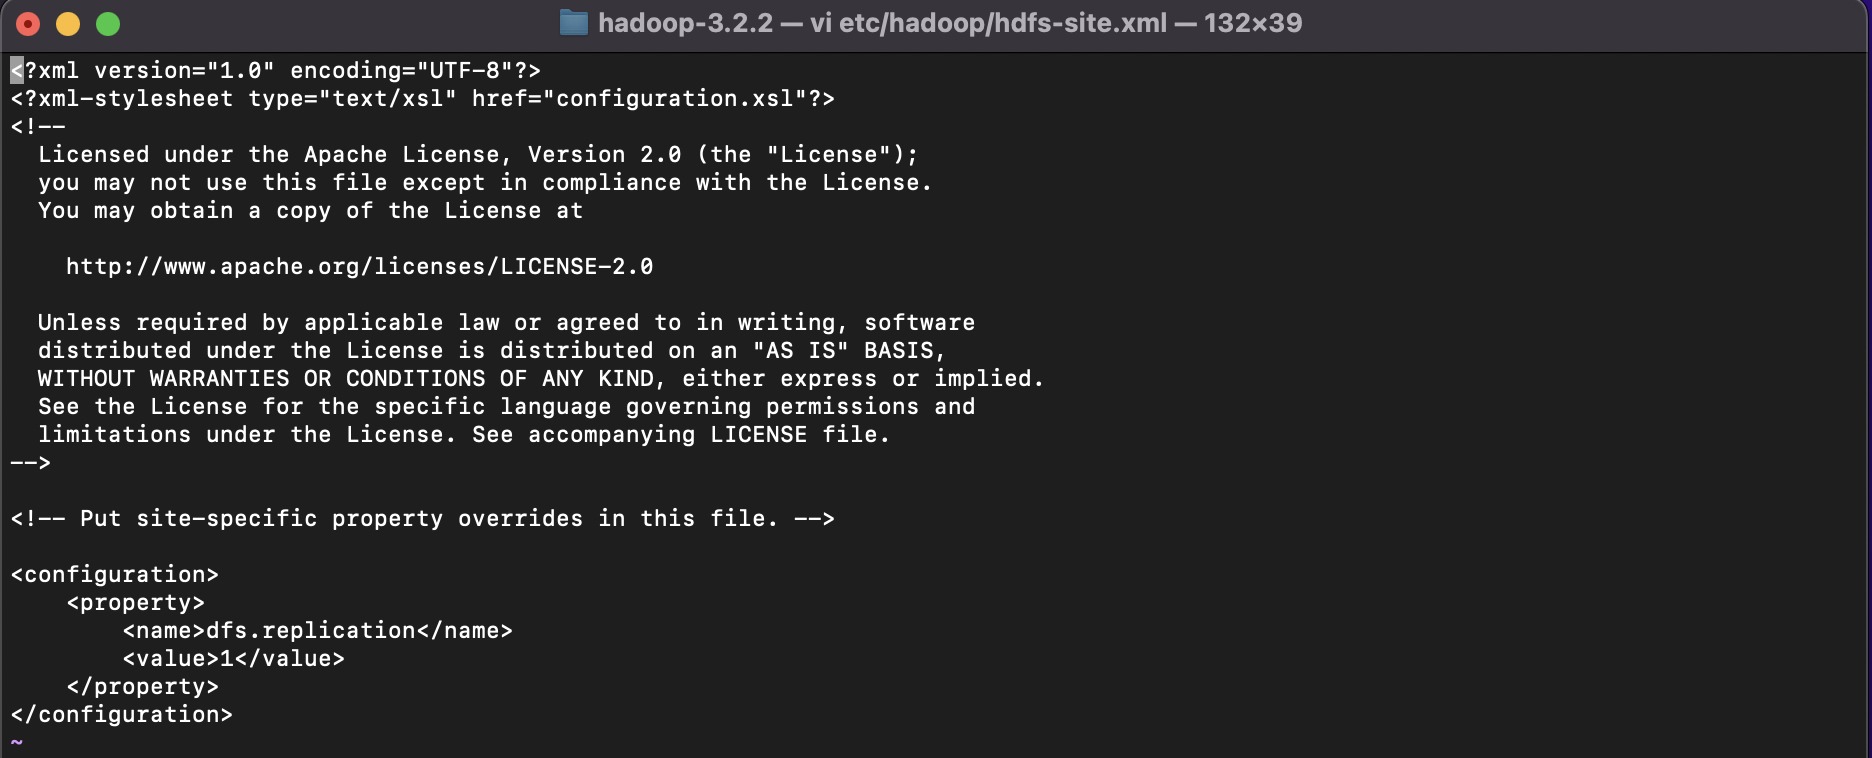 hadoop-3.2.2 — vi etc/hadoop/hdfs-site.xml — 132×39
<?xml version="1.0" encoding="UTF-8"?>
<?xml-stylesheet type="text/xsl" href="configuration.xsl"?>
<!--
  Licensed under the Apache License, Version 2.0 (the "License");
  you may not use this file except in compliance with the License.
  You may obtain a copy of the License at

    http://www.apache.org/licenses/LICENSE-2.0

  Unless required by applicable law or agreed to in writing, software
  distributed under the License is distributed on an "AS IS" BASIS,
  WITHOUT WARRANTIES OR CONDITIONS OF ANY KIND, either express or implied.
  See the License for the specific language governing permissions and
  limitations under the License. See accompanying LICENSE file.
-->

<!-- Put site-specific property overrides in this file. -->

<configuration>
    <property>
        <name>dfs.replication</name>
        <value>1</value>
    </property>
</configuration>
~